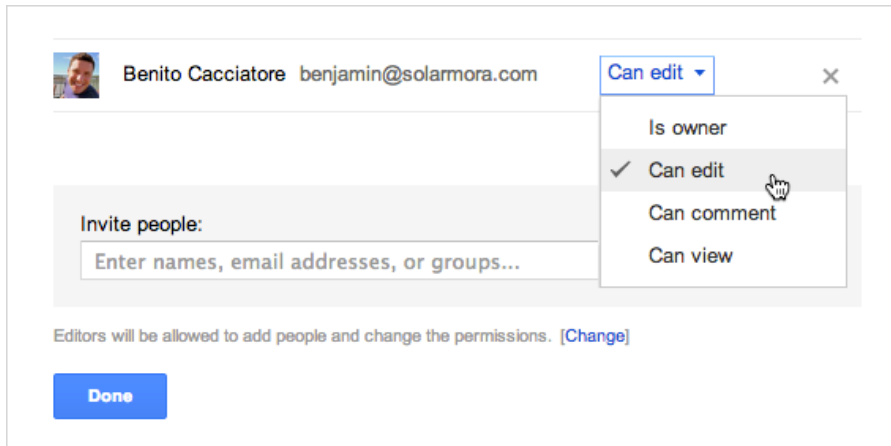 Benito Cacciatore benjamin@solarmora.com Can edit
Is owner
Can edit
Can comment
Can view
Invite people:
Enter names, email addresses, or groups...
Editors will be allowed to add people and change the permissions. [Change]
Done